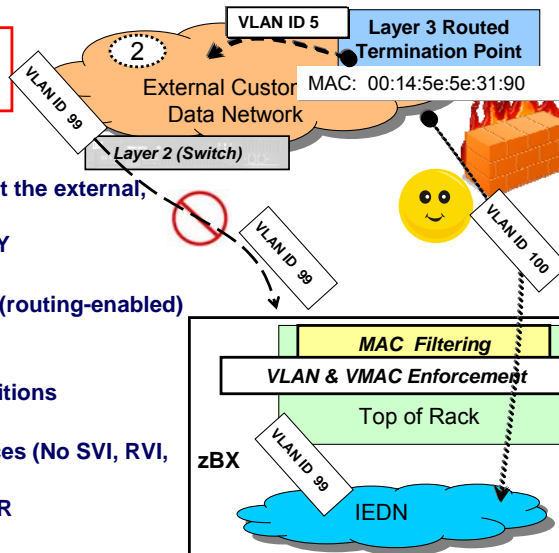 VLAN ID 5
Layer 3 Routed
Termination Point
2
MAC: 00:14:5e:5e:31:90
VLAN ID 99
External Custom
Data Network
Layer 2 (Switch)
t the external,
Y
VLAN ID 99
VLAN ID 100
(routing-enabled)
MAC Filtering
itions
VLAN & VMAC Enforcement
Top of Rack
ces (No SVI, RVI,
zBX
VLAN ID 99
R
IEDN